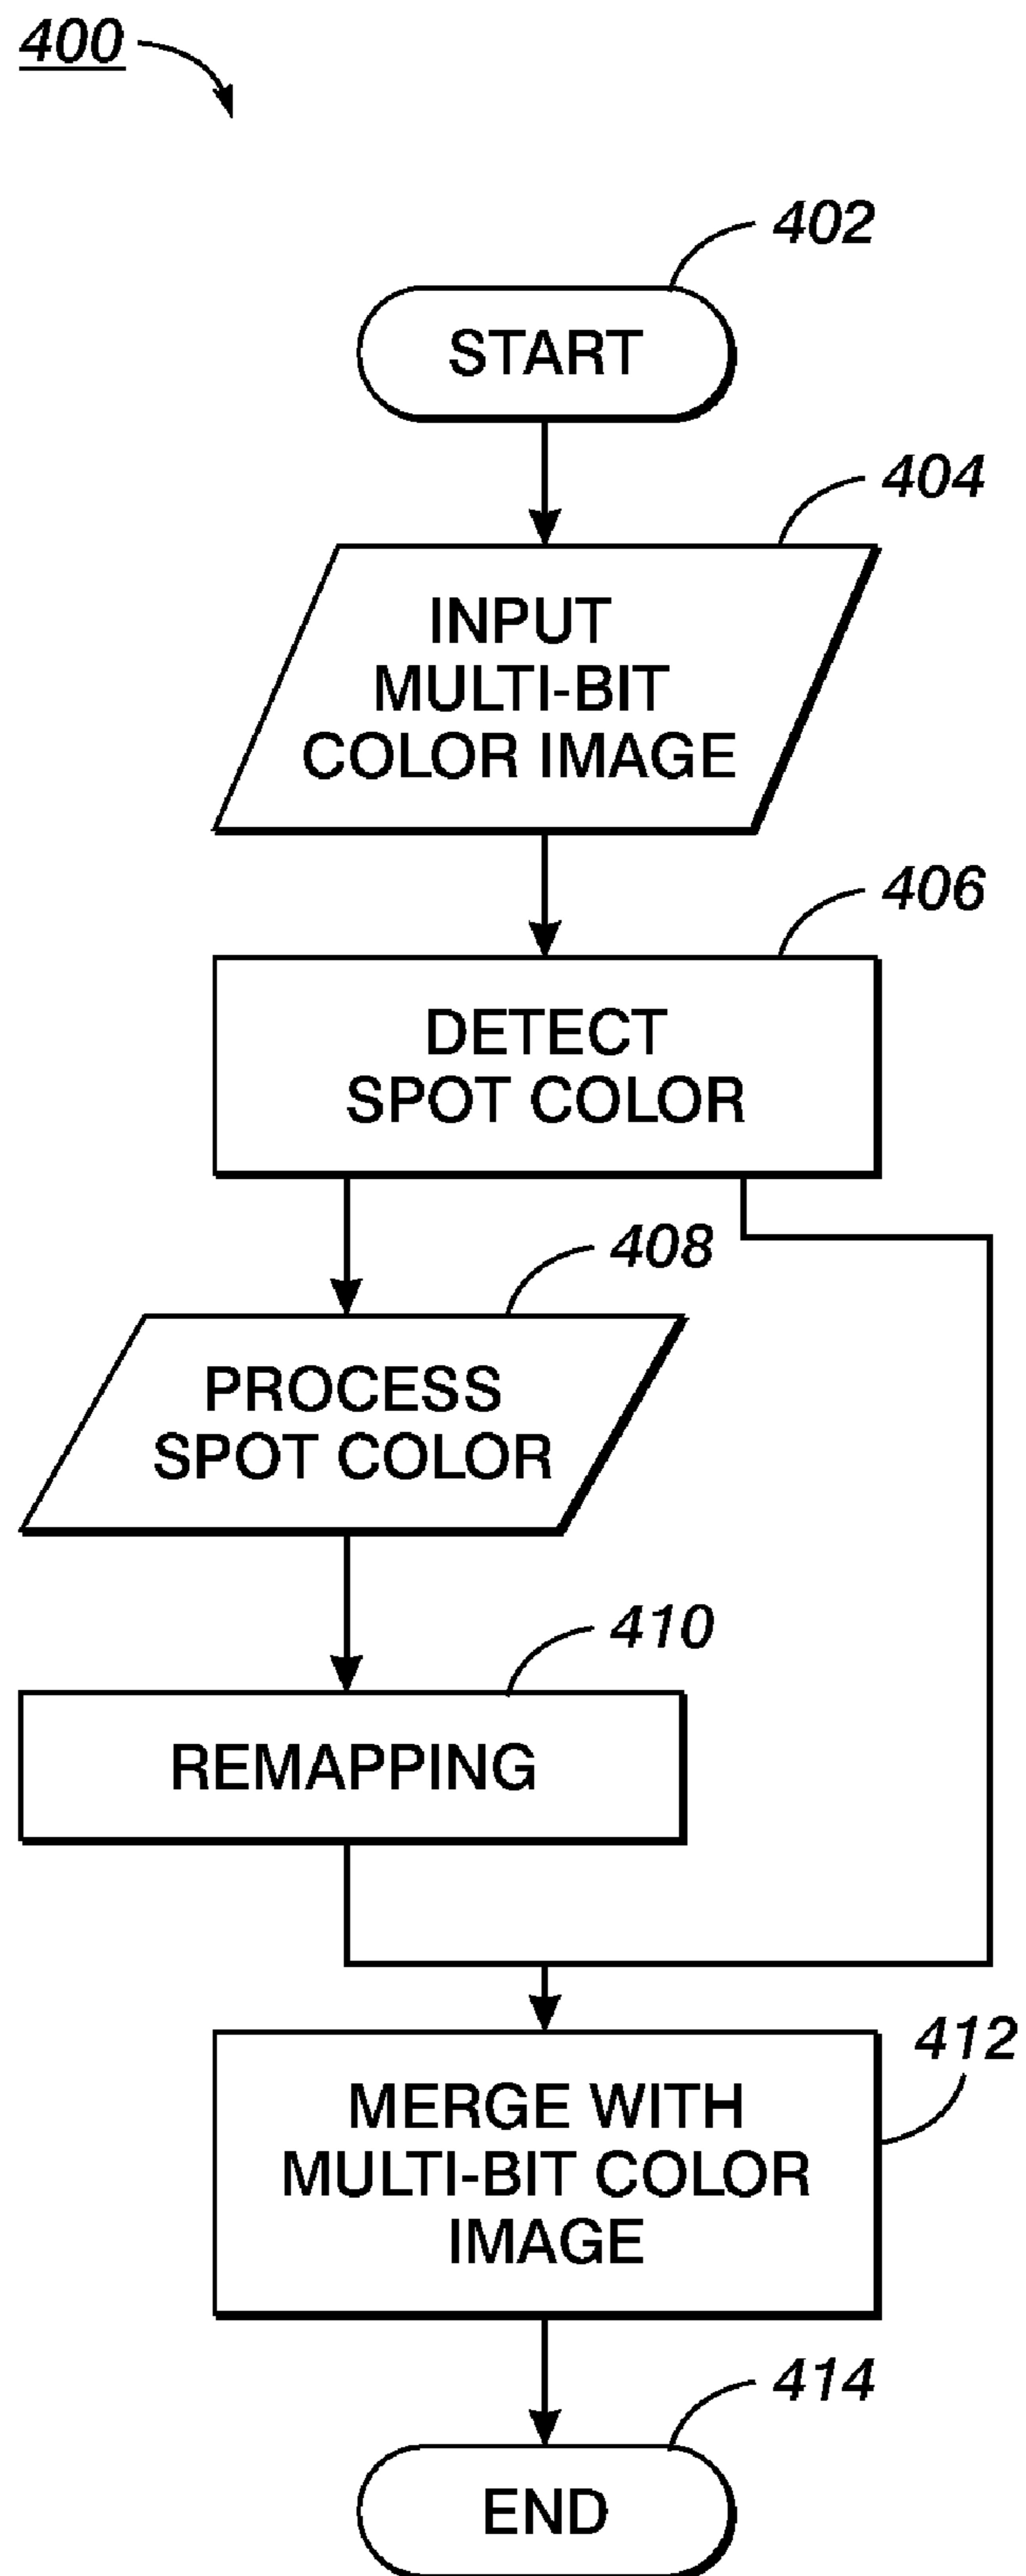 400
402
START
404
INPUT
MULTI-BIT
COLOR IMAGE
406
DETECT
SPOT COLOR
408
PROCESS
SPOT COLOR
410
REMAPPING
412
MERGE WITH
MULTI-BIT COLOR
IMAGE
414
END